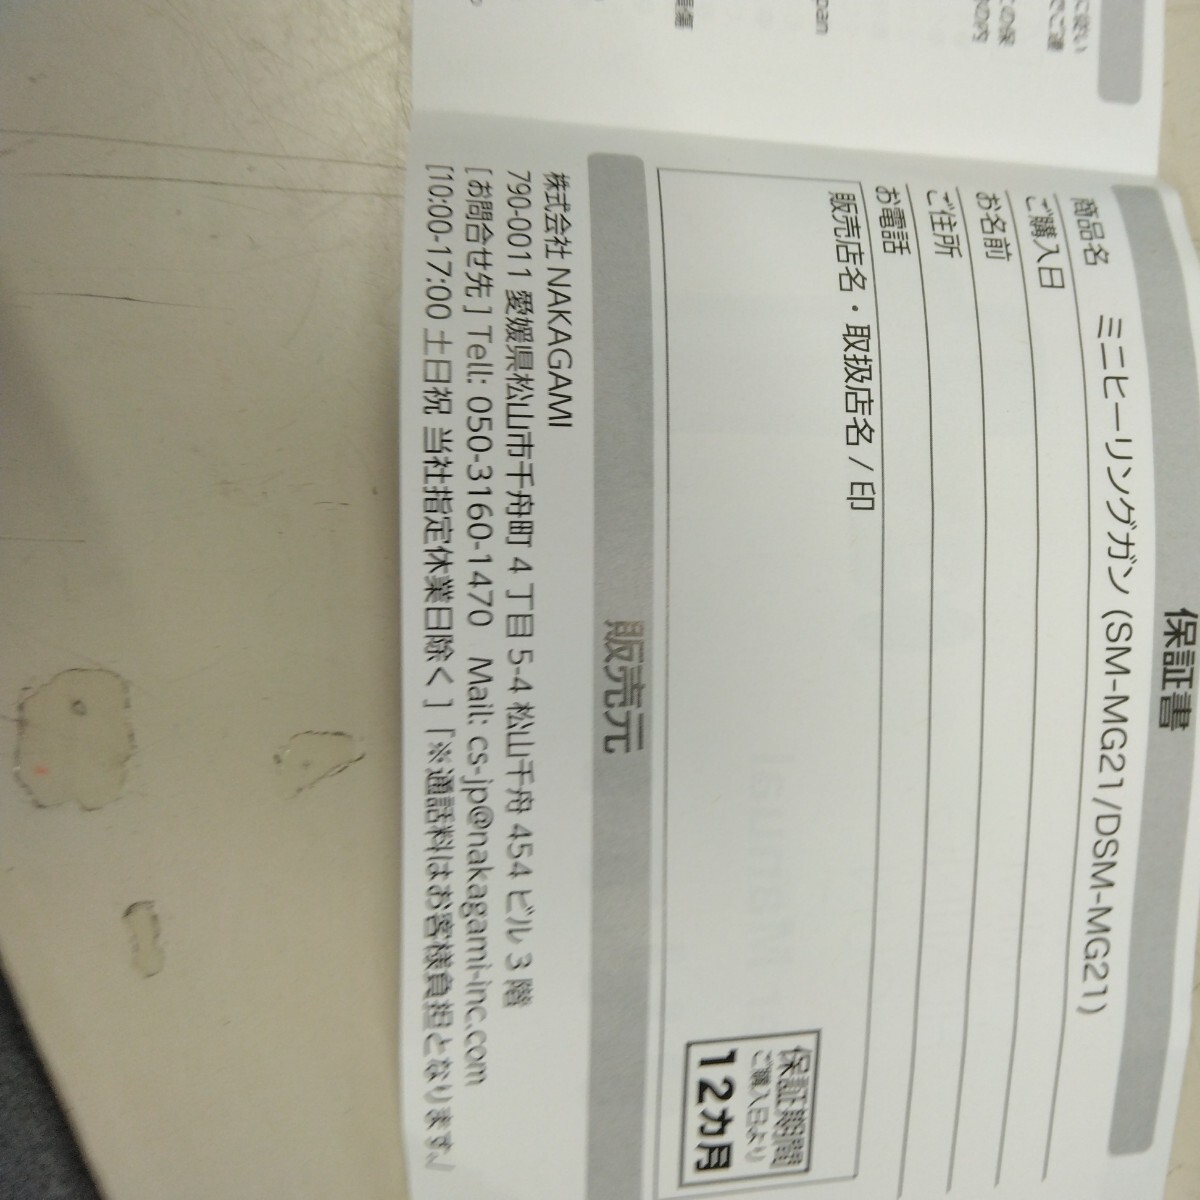 保証書
商品名 ミニヒーリングガン (SM-MG21/DSM-MG21)
ご購入日
お名前
ご住所
お電話
販売店名・取扱店名 / 印
保証期間
ご購入日より
12カ月
販売元
株式会社 NAKAGAMI
790-0011 愛媛県松山市千舟町 4 丁目 5-4 松山千舟 454 ビル 3 階
[お問合せ先] Tell: 050-3160-1470 Mail: cs-jp@nakagami-inc.com
[10:00-17:00 土日祝 当社指定休業日除く]「※通話料はお客様負担となります」